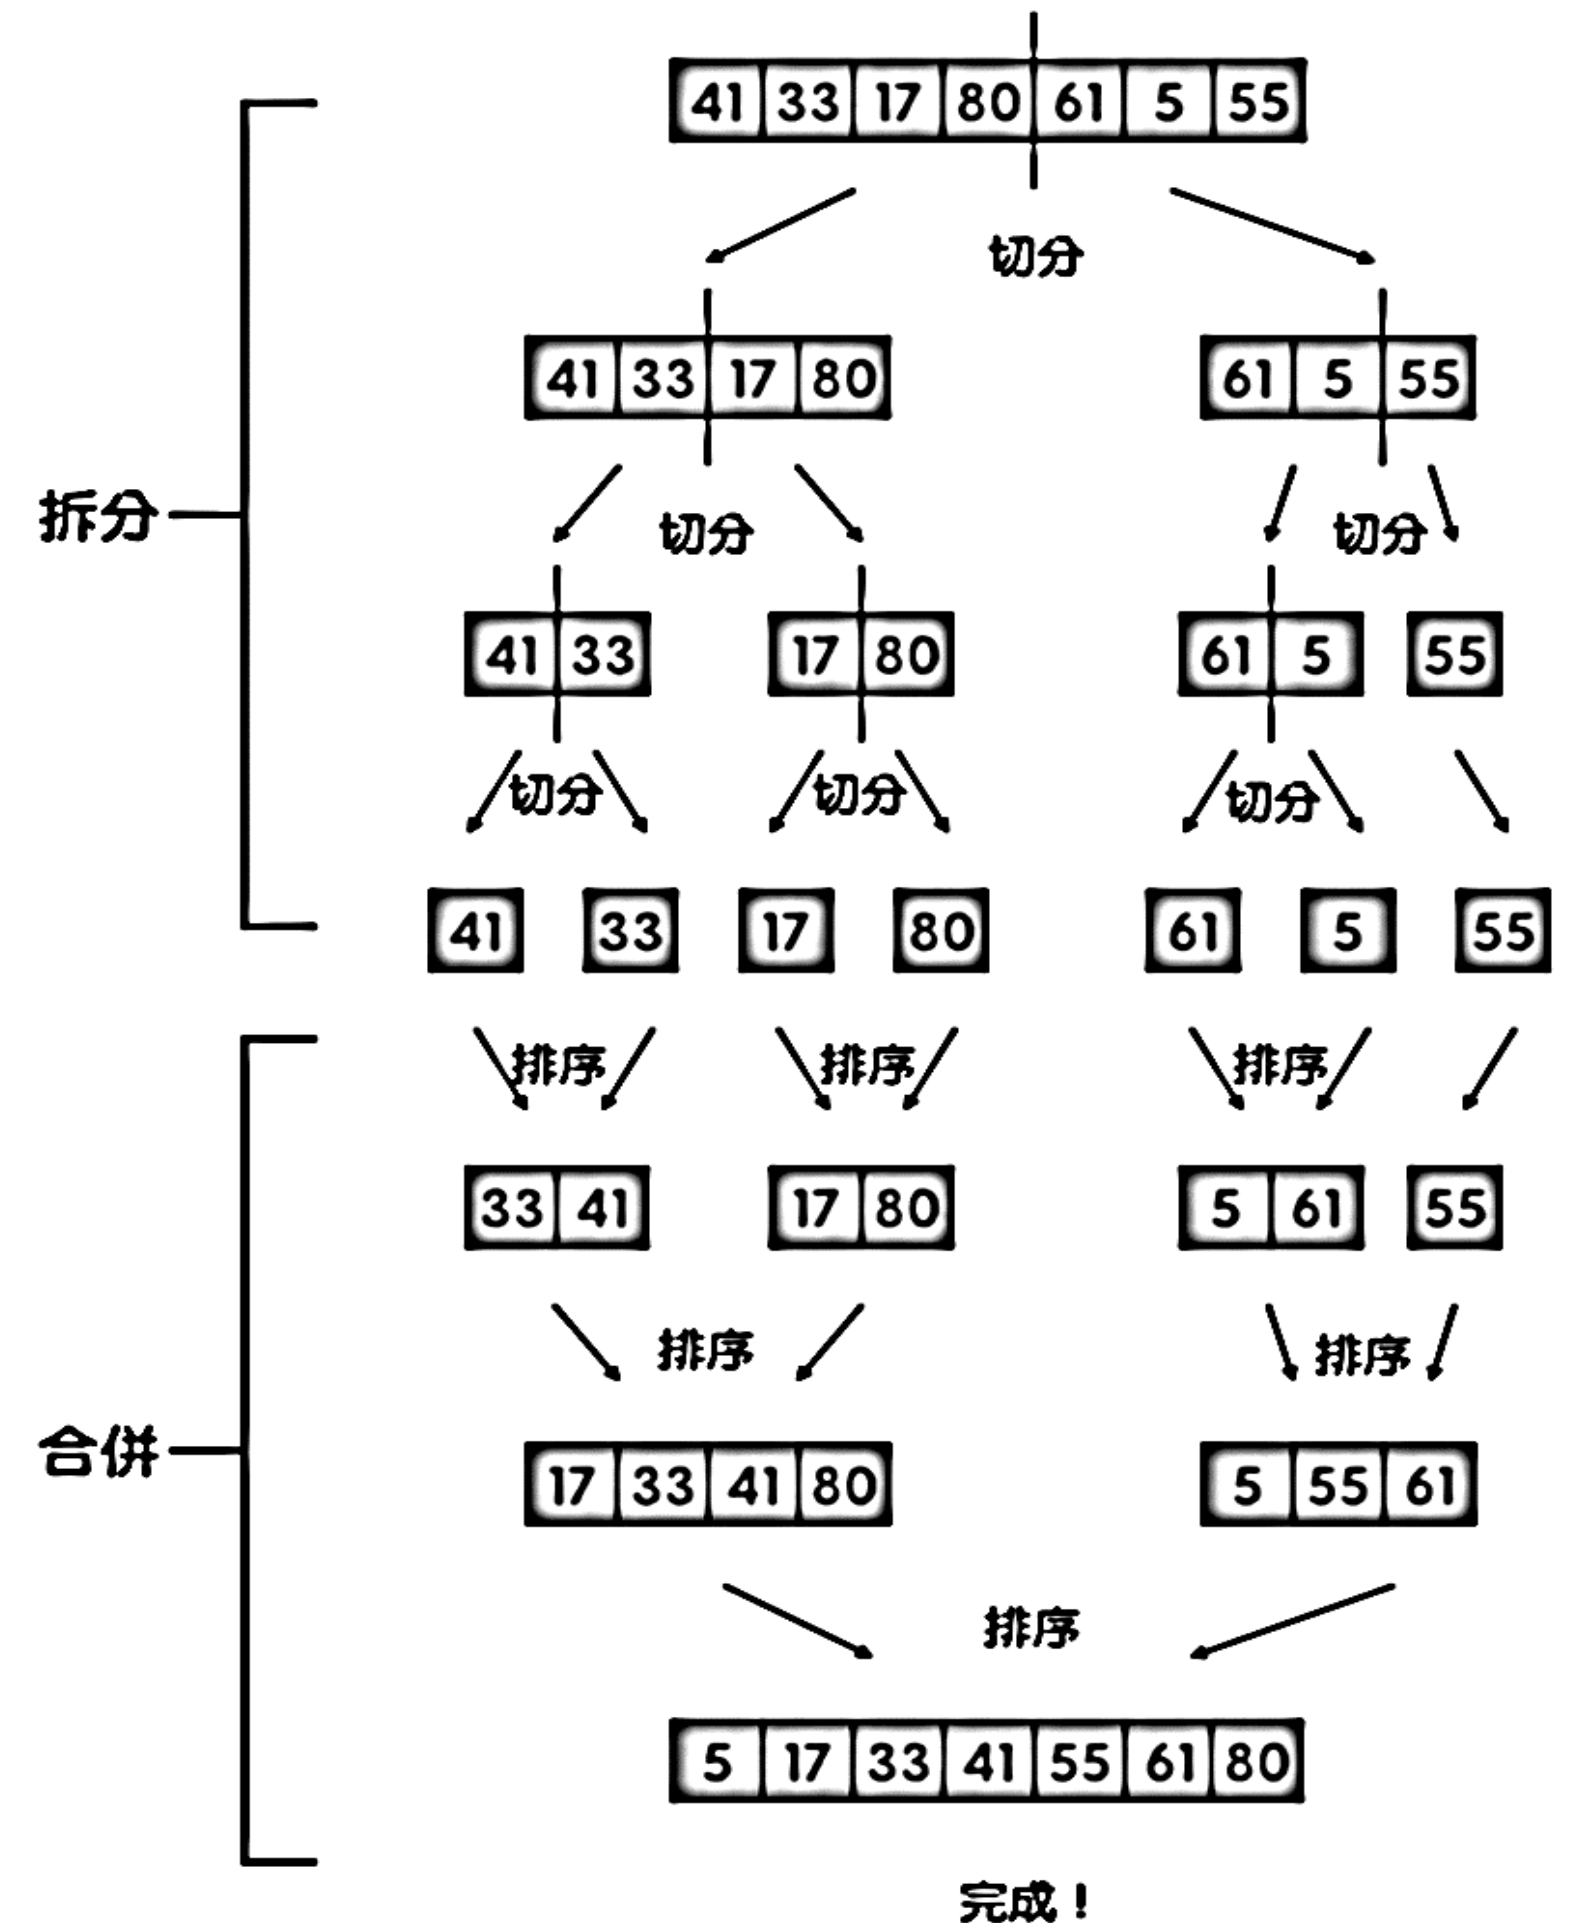 41 33 17 80 61 5 55
切分
41 33 17 80 61 5 55
拆分
切分 切分
41 33 17 80 61 5 55
切分 切分 切分
41 33 17 80 61 5 55
排序 排序 排序
33 41 17 80 5 61 55
排序 排序
合併
17 33 41 80 5 55 61
排序
5 17 33 41 55 61 80
完成！